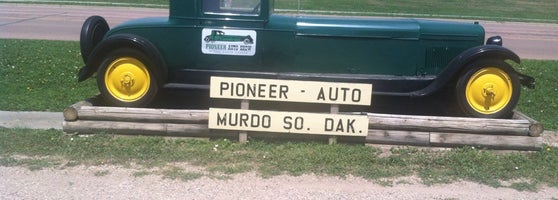 PIONEER AUTO SHOW
PIONEER - AUTO
MURDO SO. DAK.